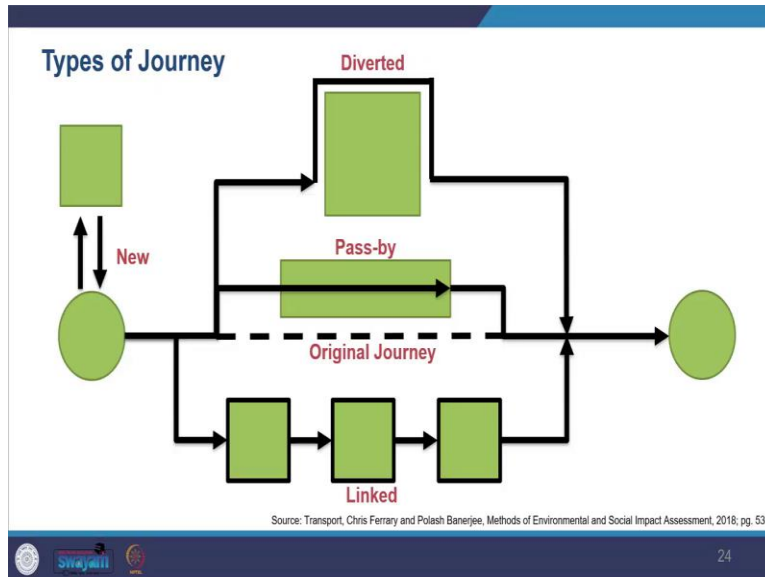 Types of Journey
Diverted
New
Pass-by
Original Journey
Linked
Source: Transport, Chris Ferrary and Polash Banerjee, Methods of Environmental and Social Impact Assessment, 2018; pg. 53
swayam
24